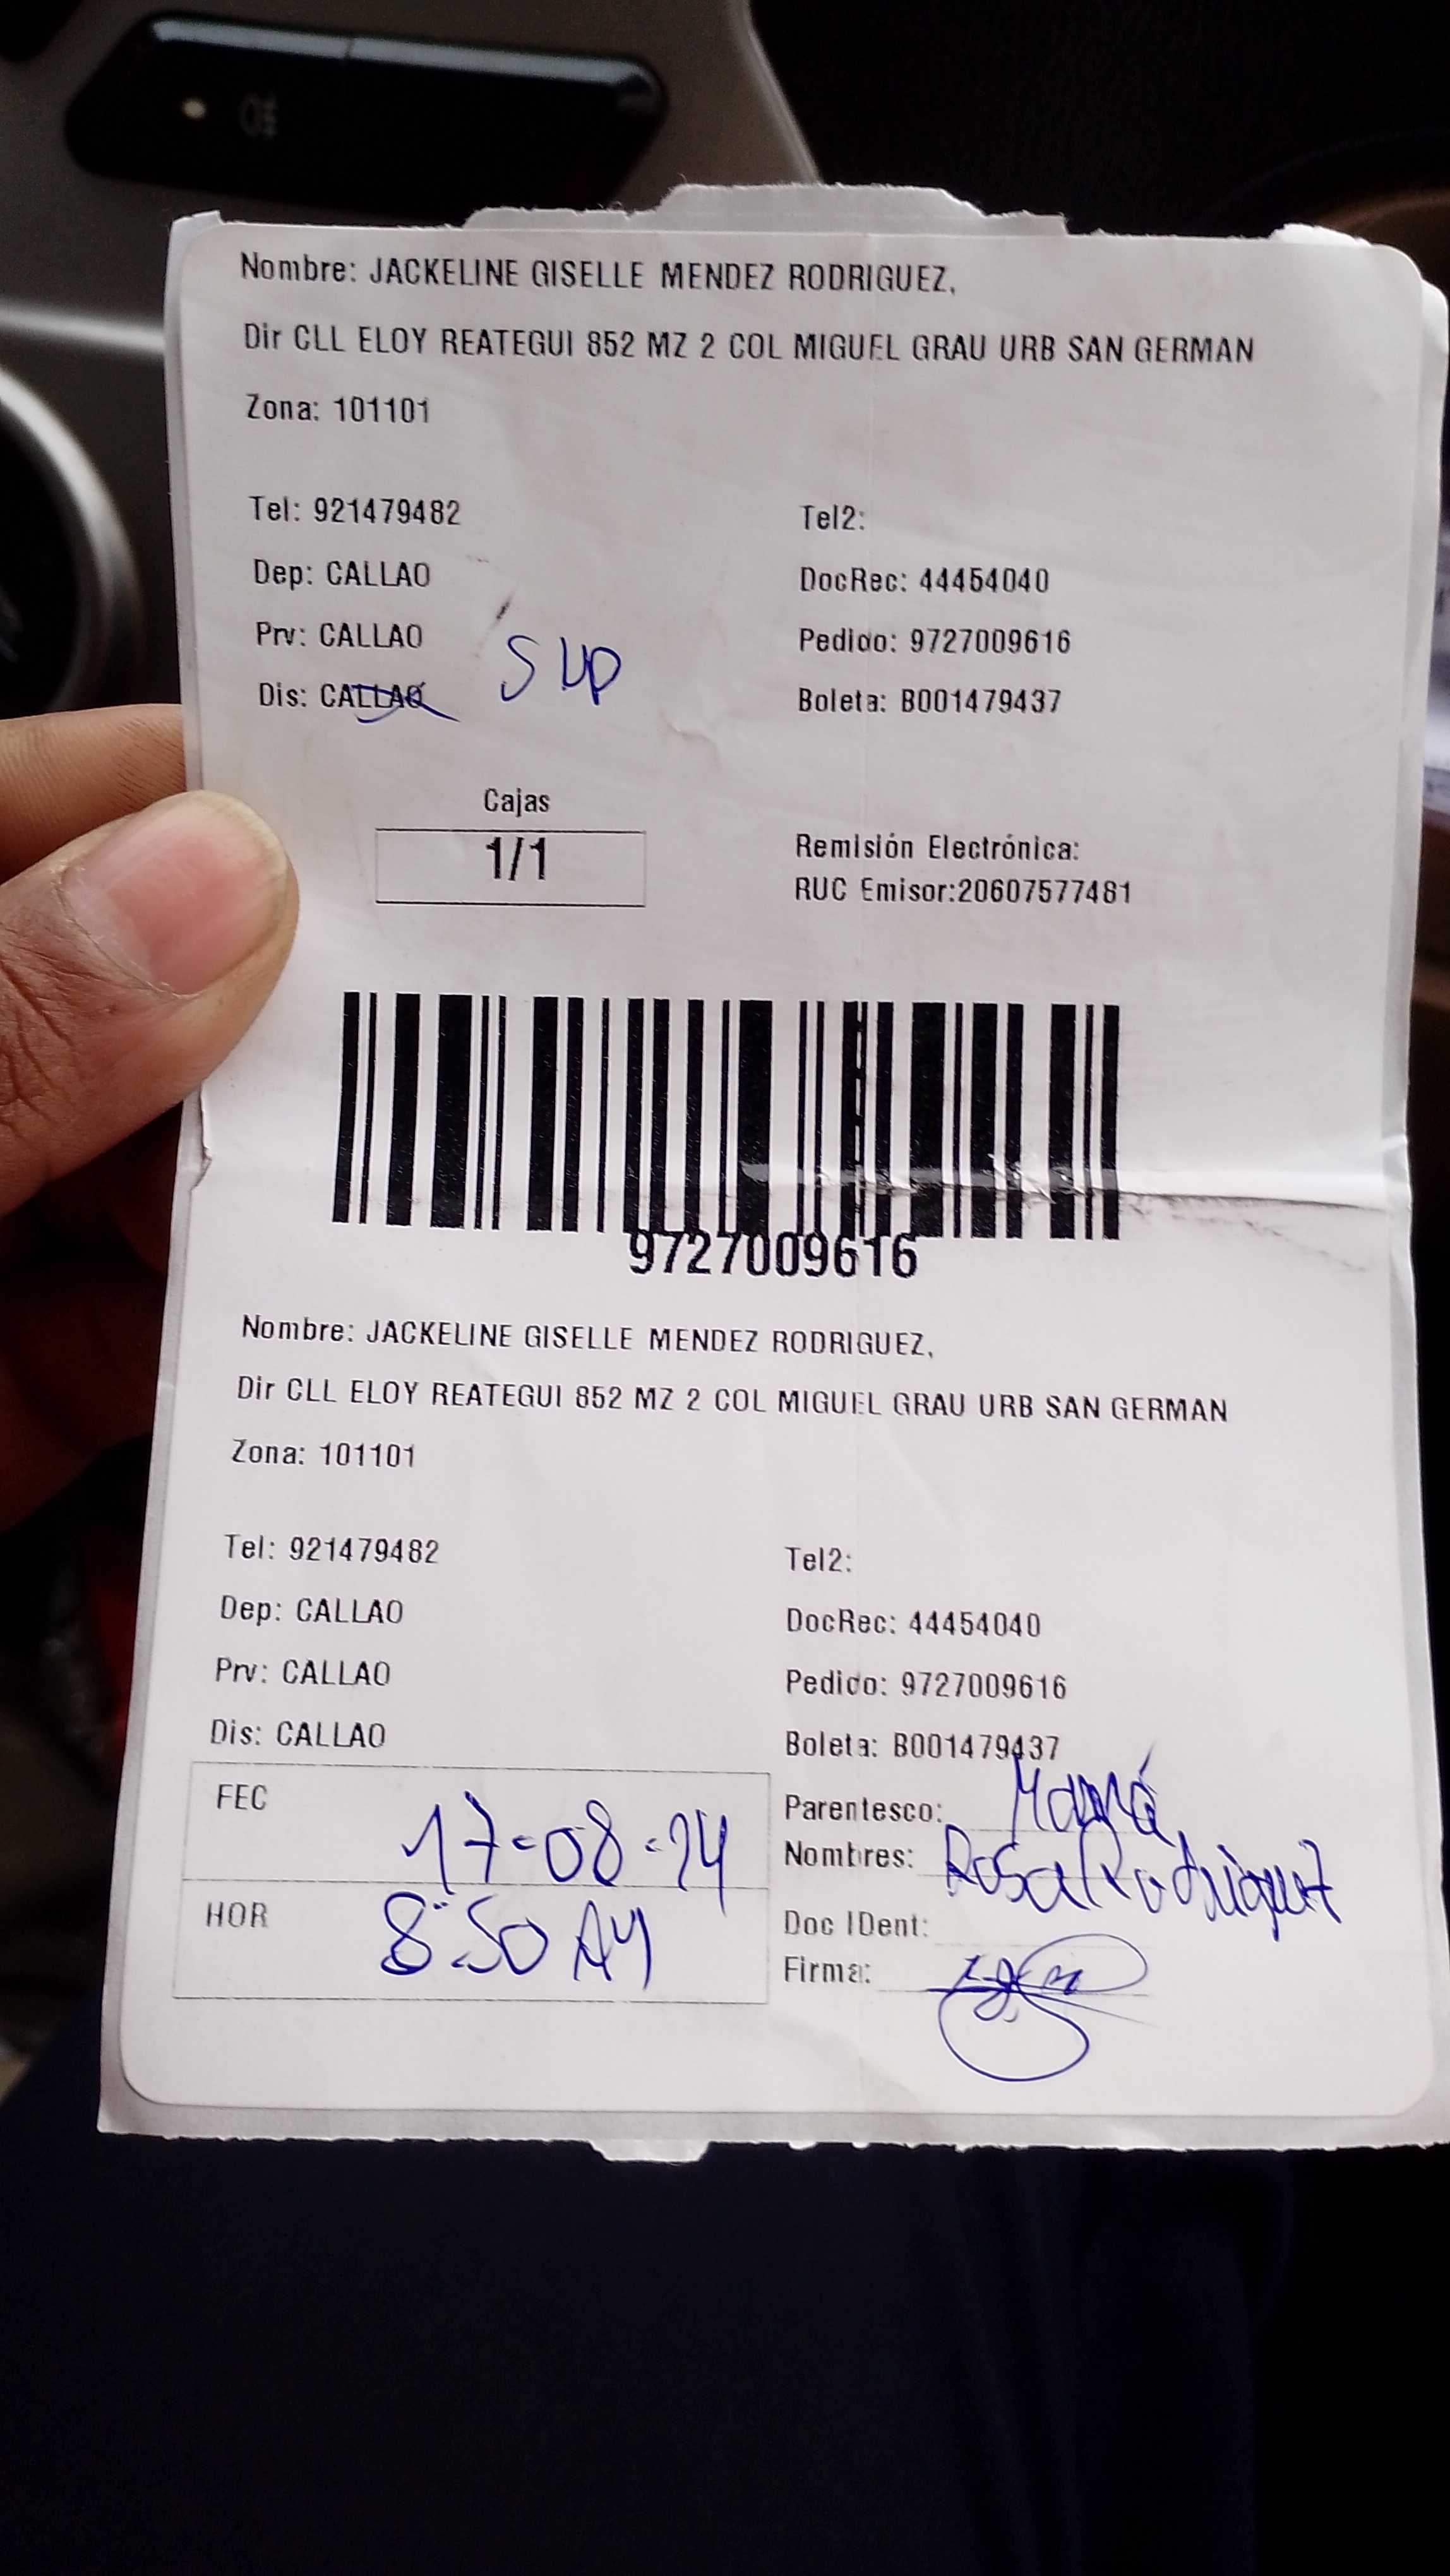 Nombre: JACKELINE GISELLE MENDEZ RODRIGUEZ,
Dir CLL ELOY REATEGUI 852 MZ 2 COL MIGUEL GRAU URB SAN GERMAN
Zona: 101101
Tel: 921479482 Tel2:
Dep: CALLAO DocRec: 44454040
Prv: CALLAO Pedido: 9727009616
Dis: CALLAO SMP Boleta: B001479437
Cajas
1/1
Remisión Electrónica:
RUC Emisor:20607577481
9727009616
Nombre: JACKELINE GISELLE MENDEZ RODRIGUEZ,
Dir CLL ELOY REATEGUI 852 MZ 2 COL MIGUEL GRAU URB SAN GERMAN
Zona: 101101
Tel: 921479482 Tel2:
Dep: CALLAO DocRec: 44454040
Prv: CALLAO Pedido: 9727009616
Dis: CALLAO Boleta: B001479437
FEC 17-08-24
HOR 8:50 AM
Parentesco: Mamá
Nombres: Rosa Rodriguez
Doc IDent:
Firma: